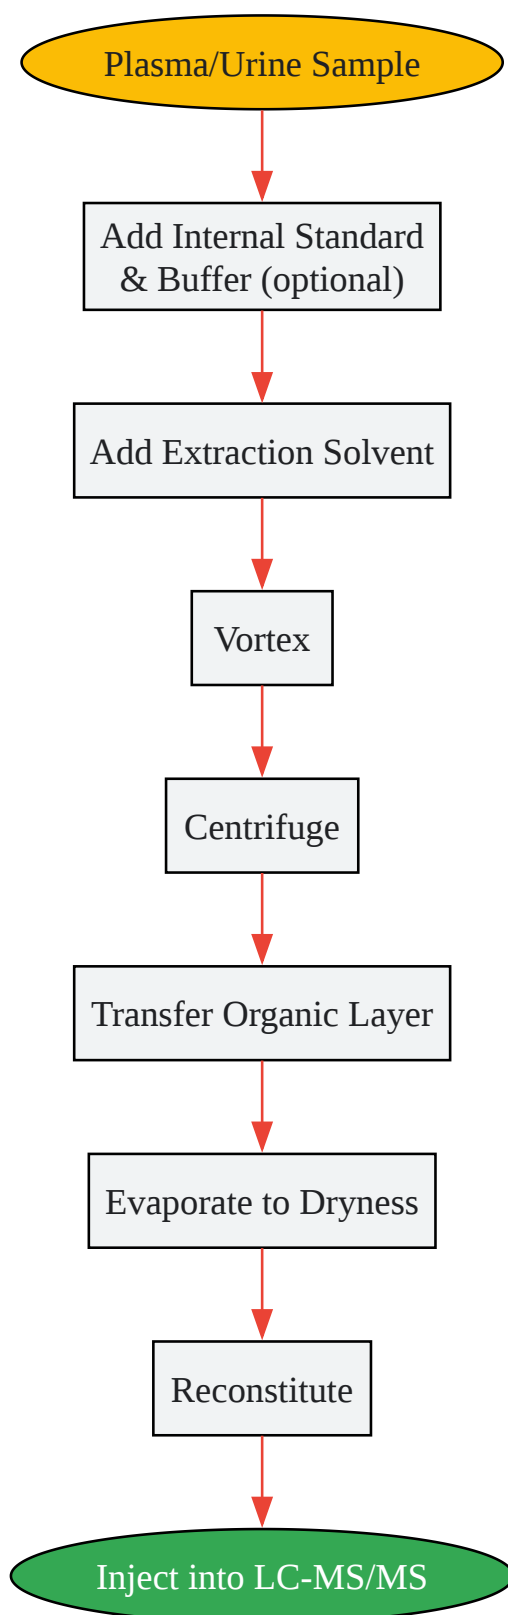 Plasma/Urine Sample
Add Internal Standard
& Buffer (optional)
Add Extraction Solvent
Vortex
Centrifuge
Transfer Organic Layer
Evaporate to Dryness
Reconstitute
Inject into LC-MS/MS